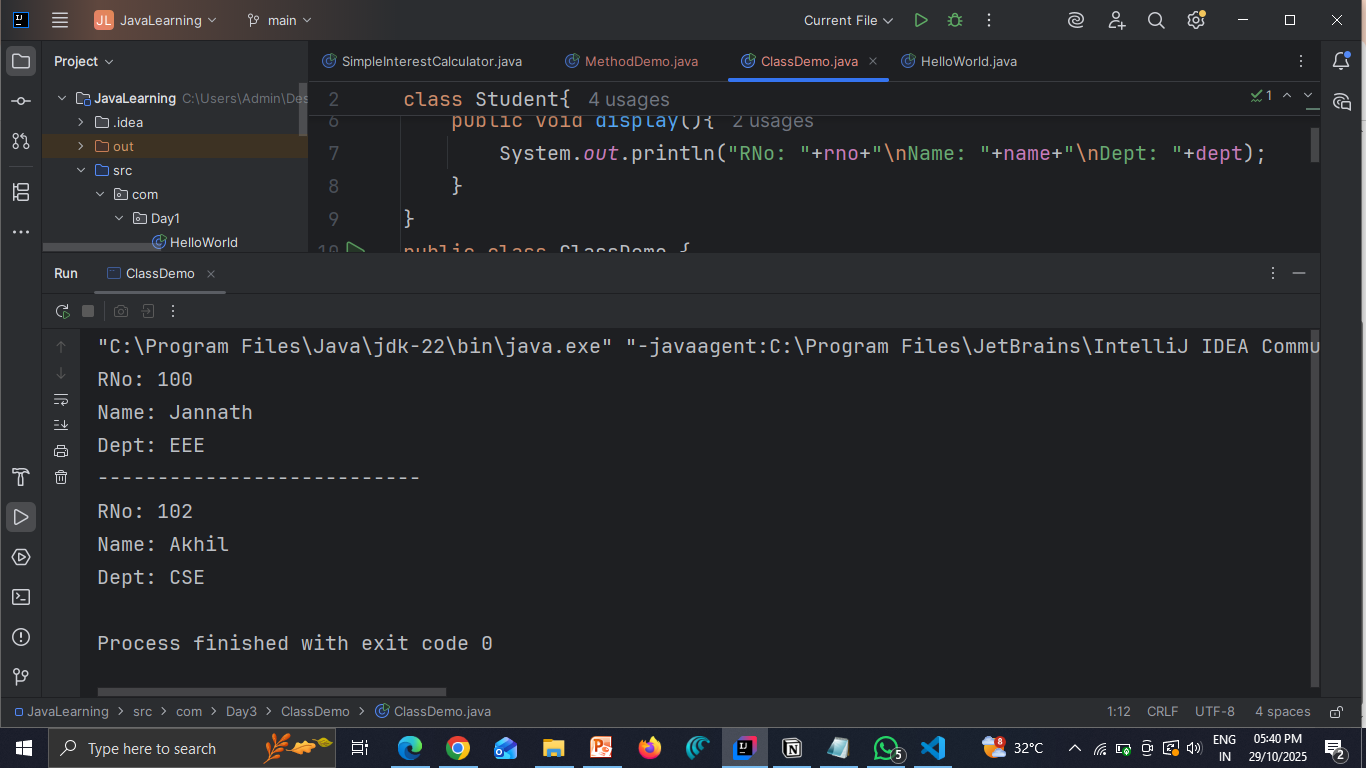 JL JavaLearning main Current File
Project
SimpleInterestCalculator.java MethodDemo.java ClassDemo.java HelloWorld.java
JavaLearning C:\Users\Admin\Des
.idea
out
src
com
Day1
HelloWorld
2 class Student{ 4 usages
1
6 public void display(){ 2 usages
7 System.out.println("RNo: "+rno+"\nName: "+name+"\nDept: "+dept);
8 }
9 }
10 public class ClassDemo {
Run ClassDemo
"C:\Program Files\Java\jdk-22\bin\java.exe" "-javaagent:C:\Program Files\JetBrains\IntelliJ IDEA Commu
RNo: 100
Name: Jannath
Dept: EEE
---------------------------
RNo: 102
Name: Akhil
Dept: CSE
Process finished with exit code 0
JavaLearning > src > com > Day3 > ClassDemo > ClassDemo.java 1:12 CRLF UTF-8 4 spaces
Type here to search
5
8
32°C
ENG
IN
05:40 PM
29/10/2025
2